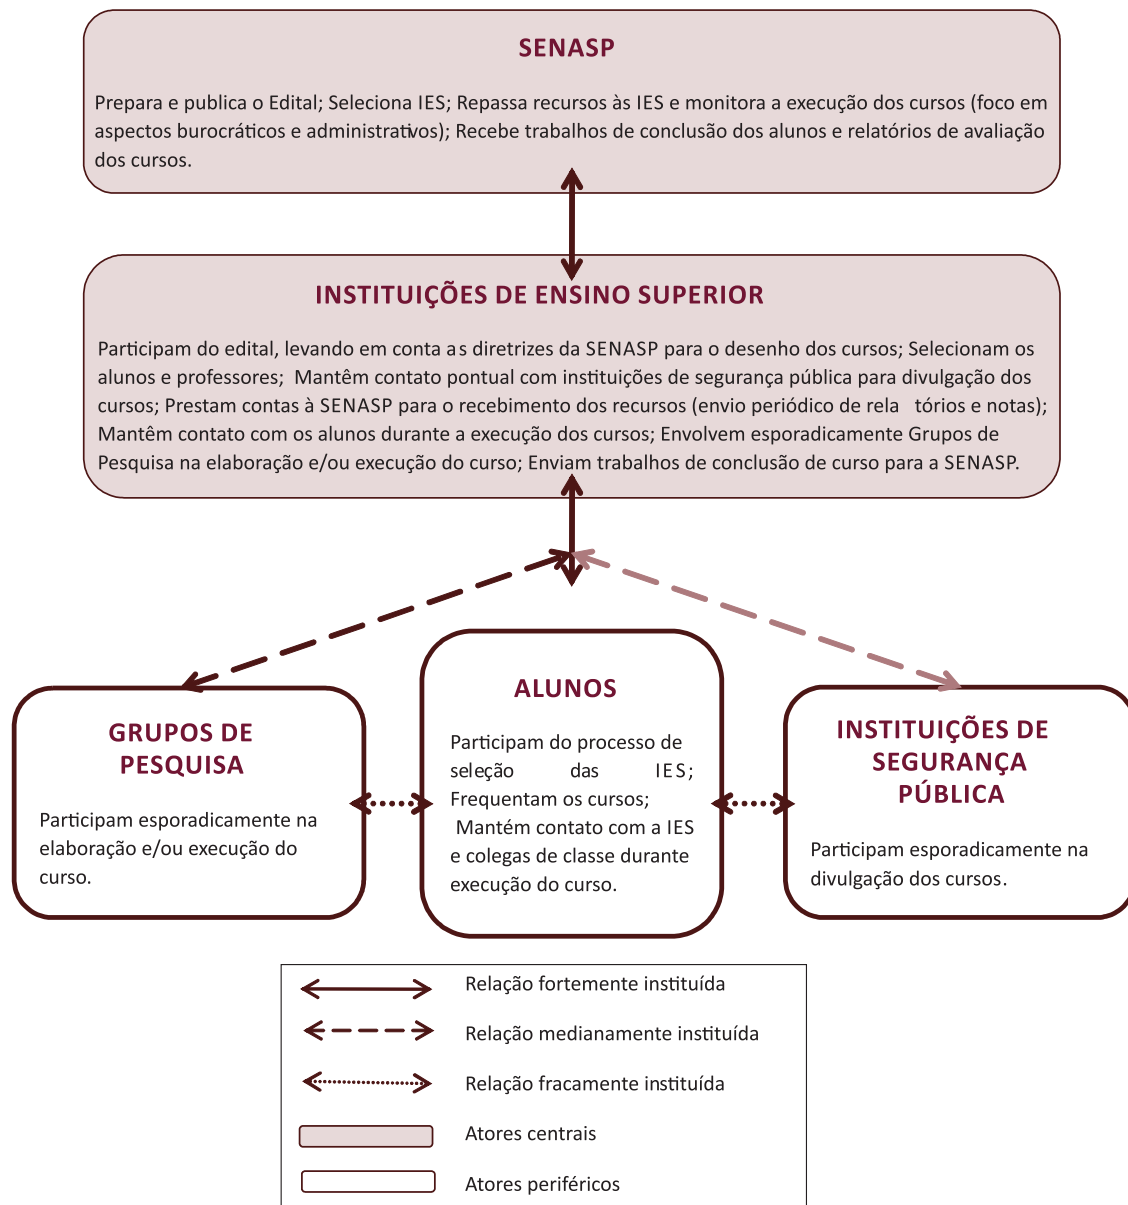 SENASP
Prepara e publica o Edital; Seleciona IES; Repassa recursos às IES e monitora a execução dos cursos (foco em
aspectos burocráticos e administrativos); Recebe trabalhos de conclusão dos alunos e relatórios de avaliação
dos cursos.
INSTITUIÇÕES DE ENSINO SUPERIOR
Participam do edital, levando em conta as diretrizes da SENASP para o desenho dos cursos; Selecionam os
alunos e professores; Mantêm contato pontual com instituições de segurança pública para divulgação dos
cursos; Prestam contas à SENASP para o recebimento dos recursos (envio periódico de rela tórios e notas);
Mantêm contato com os alunos durante a execução dos cursos; Envolvem esporadicamente Grupos de
Pesquisa na elaboração e/ou execução do curso; Enviam trabalhos de conclusão de curso para a SENASP.
GRUPOS DE
PESQUISA
Participam esporadicamente na
elaboração e/ou execução do
curso.
ALUNOS
Participam do processo de
seleção das IES;
Frequentam os cursos;
Mantém contato com a IES
e colegas de classe durante
execução do curso.
INSTITUIÇÕES DE
SEGURANÇA
PÚBLICA
Participam esporadicamente na
divulgação dos cursos.
Relação fortemente instituída
Relação medianamente instituída
Relação fracamente instituída
Atores centrais
Atores periféricos